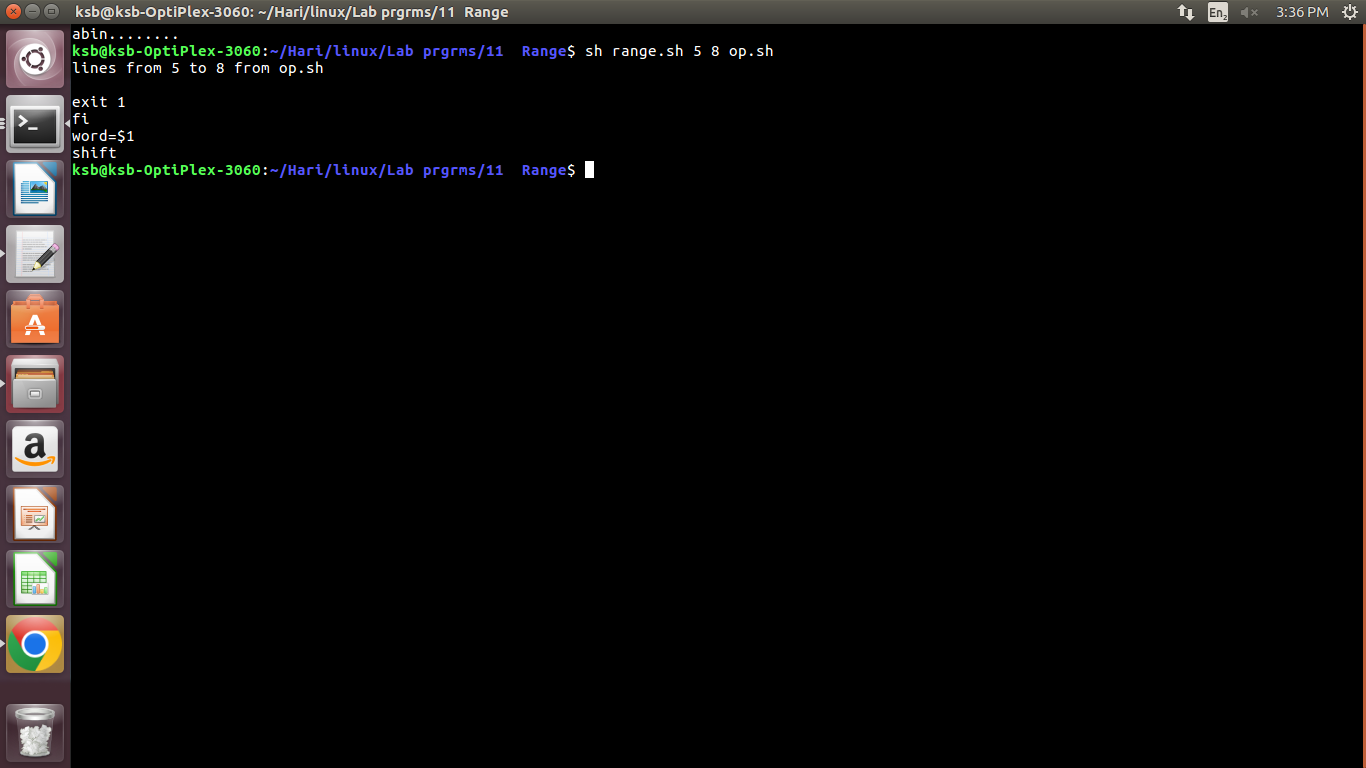 ksb@ksb-OptiPlex-3060: ~/Hari/linux/Lab prgrms/11  Range
En2
3:36 PM
abin........
ksb@ksb-OptiPlex-3060:~/Hari/linux/Lab prgrms/11  Range$ sh range.sh 5 8 op.sh
lines from 5 to 8 from op.sh
exit 1
fi
word=$1
shift
ksb@ksb-OptiPlex-3060:~/Hari/linux/Lab prgrms/11  Range$